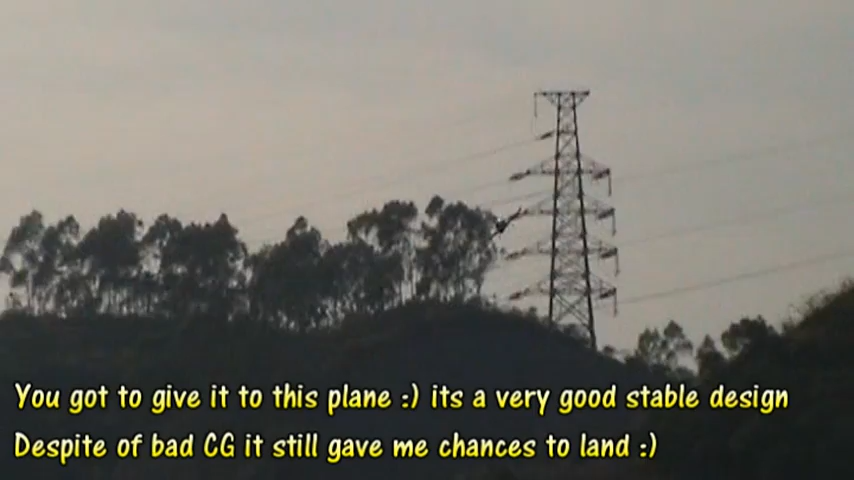 You got to give it to this plane :) its a very good stable design
Despite of bad CG it still gave me chances to land :)